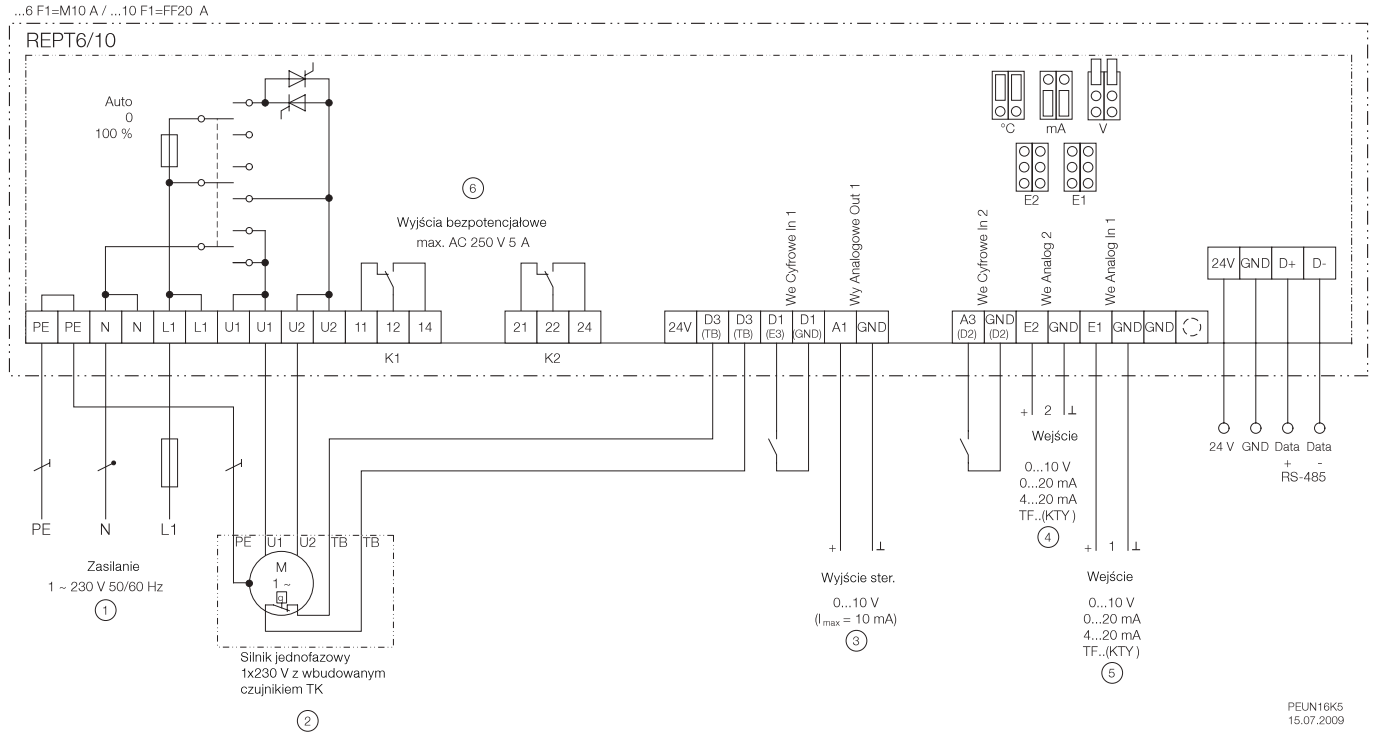 ...6 F1=M10 A / ...10 F1=FF20 A
REPT6/10
Auto
0
100 %
°C mA V
E2 E1
6
Wyjścia bezpotencjałowe
max. AC 250 V 5 A
We Cyfrowe In 1
Wy Analogowe Out 1
We Cyfrowe In 2
We Analog 2
We Analog In 1
24V GND D+ D-
PE PE N N L1 L1 U1 U1 U2 U2 11 12 14
21 22 24
24V D3 (TB) D3 (TB) D1 (E3) D1 (GND) A1 GND
A3 (D2) GND (D2) E2 GND E1 GND GND
K1 K2
+ 2 ⊥
Wejście
0...10 V
0...20 mA
4...20 mA
TF..(KTY )
4
24 V GND Data Data
+ -
RS-485
PE N L1
Zasilanie
1 ~ 230 V 50/60 Hz
1
PE U1 U2 TB TB
M
1 ~
Silnik jednofazowy
1x230 V z wbudowanym
czujnikiem TK
2
+ ⊥
Wyjście ster.
0...10 V
(Imax = 10 mA)
3
+ 1 ⊥
Wejście
0...10 V
0...20 mA
4...20 mA
TF..(KTY )
5
PEUN16K5
15.07.2009